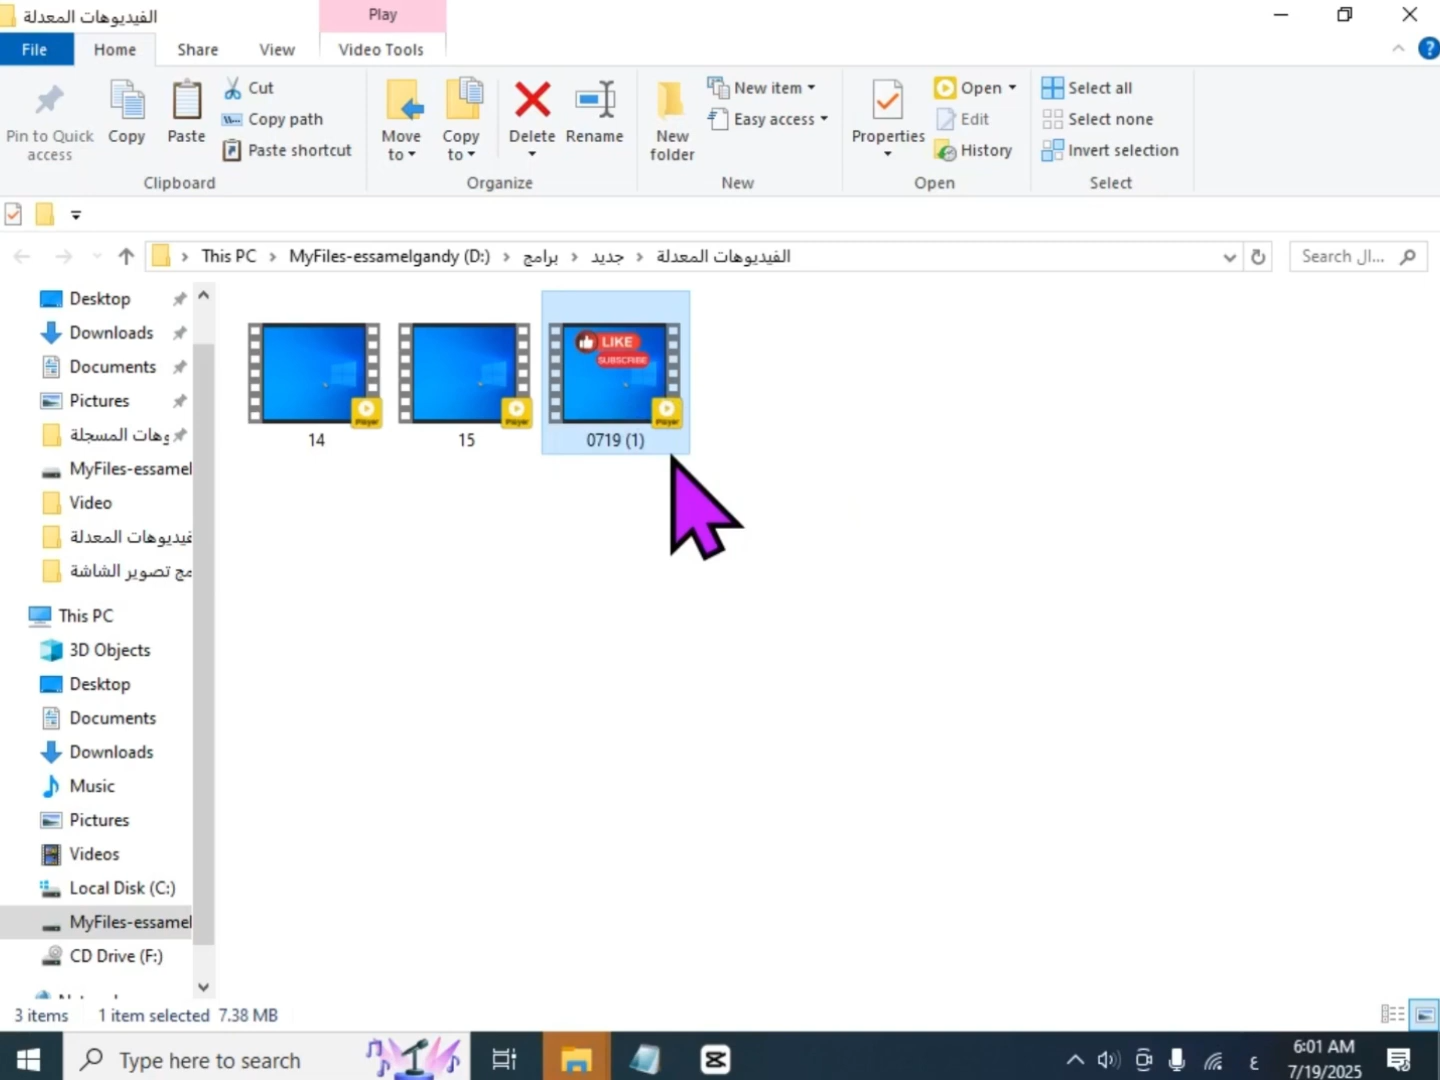 الفيديوهات المعدلة
Play
File
Home
Share
View
Video Tools
Pin to Quick access
Copy
Paste
Cut
Copy path
Paste shortcut
Clipboard
Move to
Copy to
Delete
Rename
Organize
New folder
New item
Easy access
New
Properties
Open
Edit
History
Open
Select all
Select none
Invert selection
Select
This PC
MyFiles-essamelgandy (D:)
برامج
جديد
الفيديوهات المعدلة
Search ال...
Desktop
Downloads
Documents
Pictures
وهات المسجلة
MyFiles-essamel
Video
فيديوهات المعدلة
مج تصوير الشاشة
This PC
3D Objects
Desktop
Documents
Downloads
Music
Pictures
Videos
Local Disk (C:)
MyFiles-essamel
CD Drive (F:)
Player
14
Player
15
LIKE
SUBSCRIBE
Player
0719 (1)
3 items
1 item selected 7.38 MB
Type here to search
ع
6:01 AM
7/19/2025